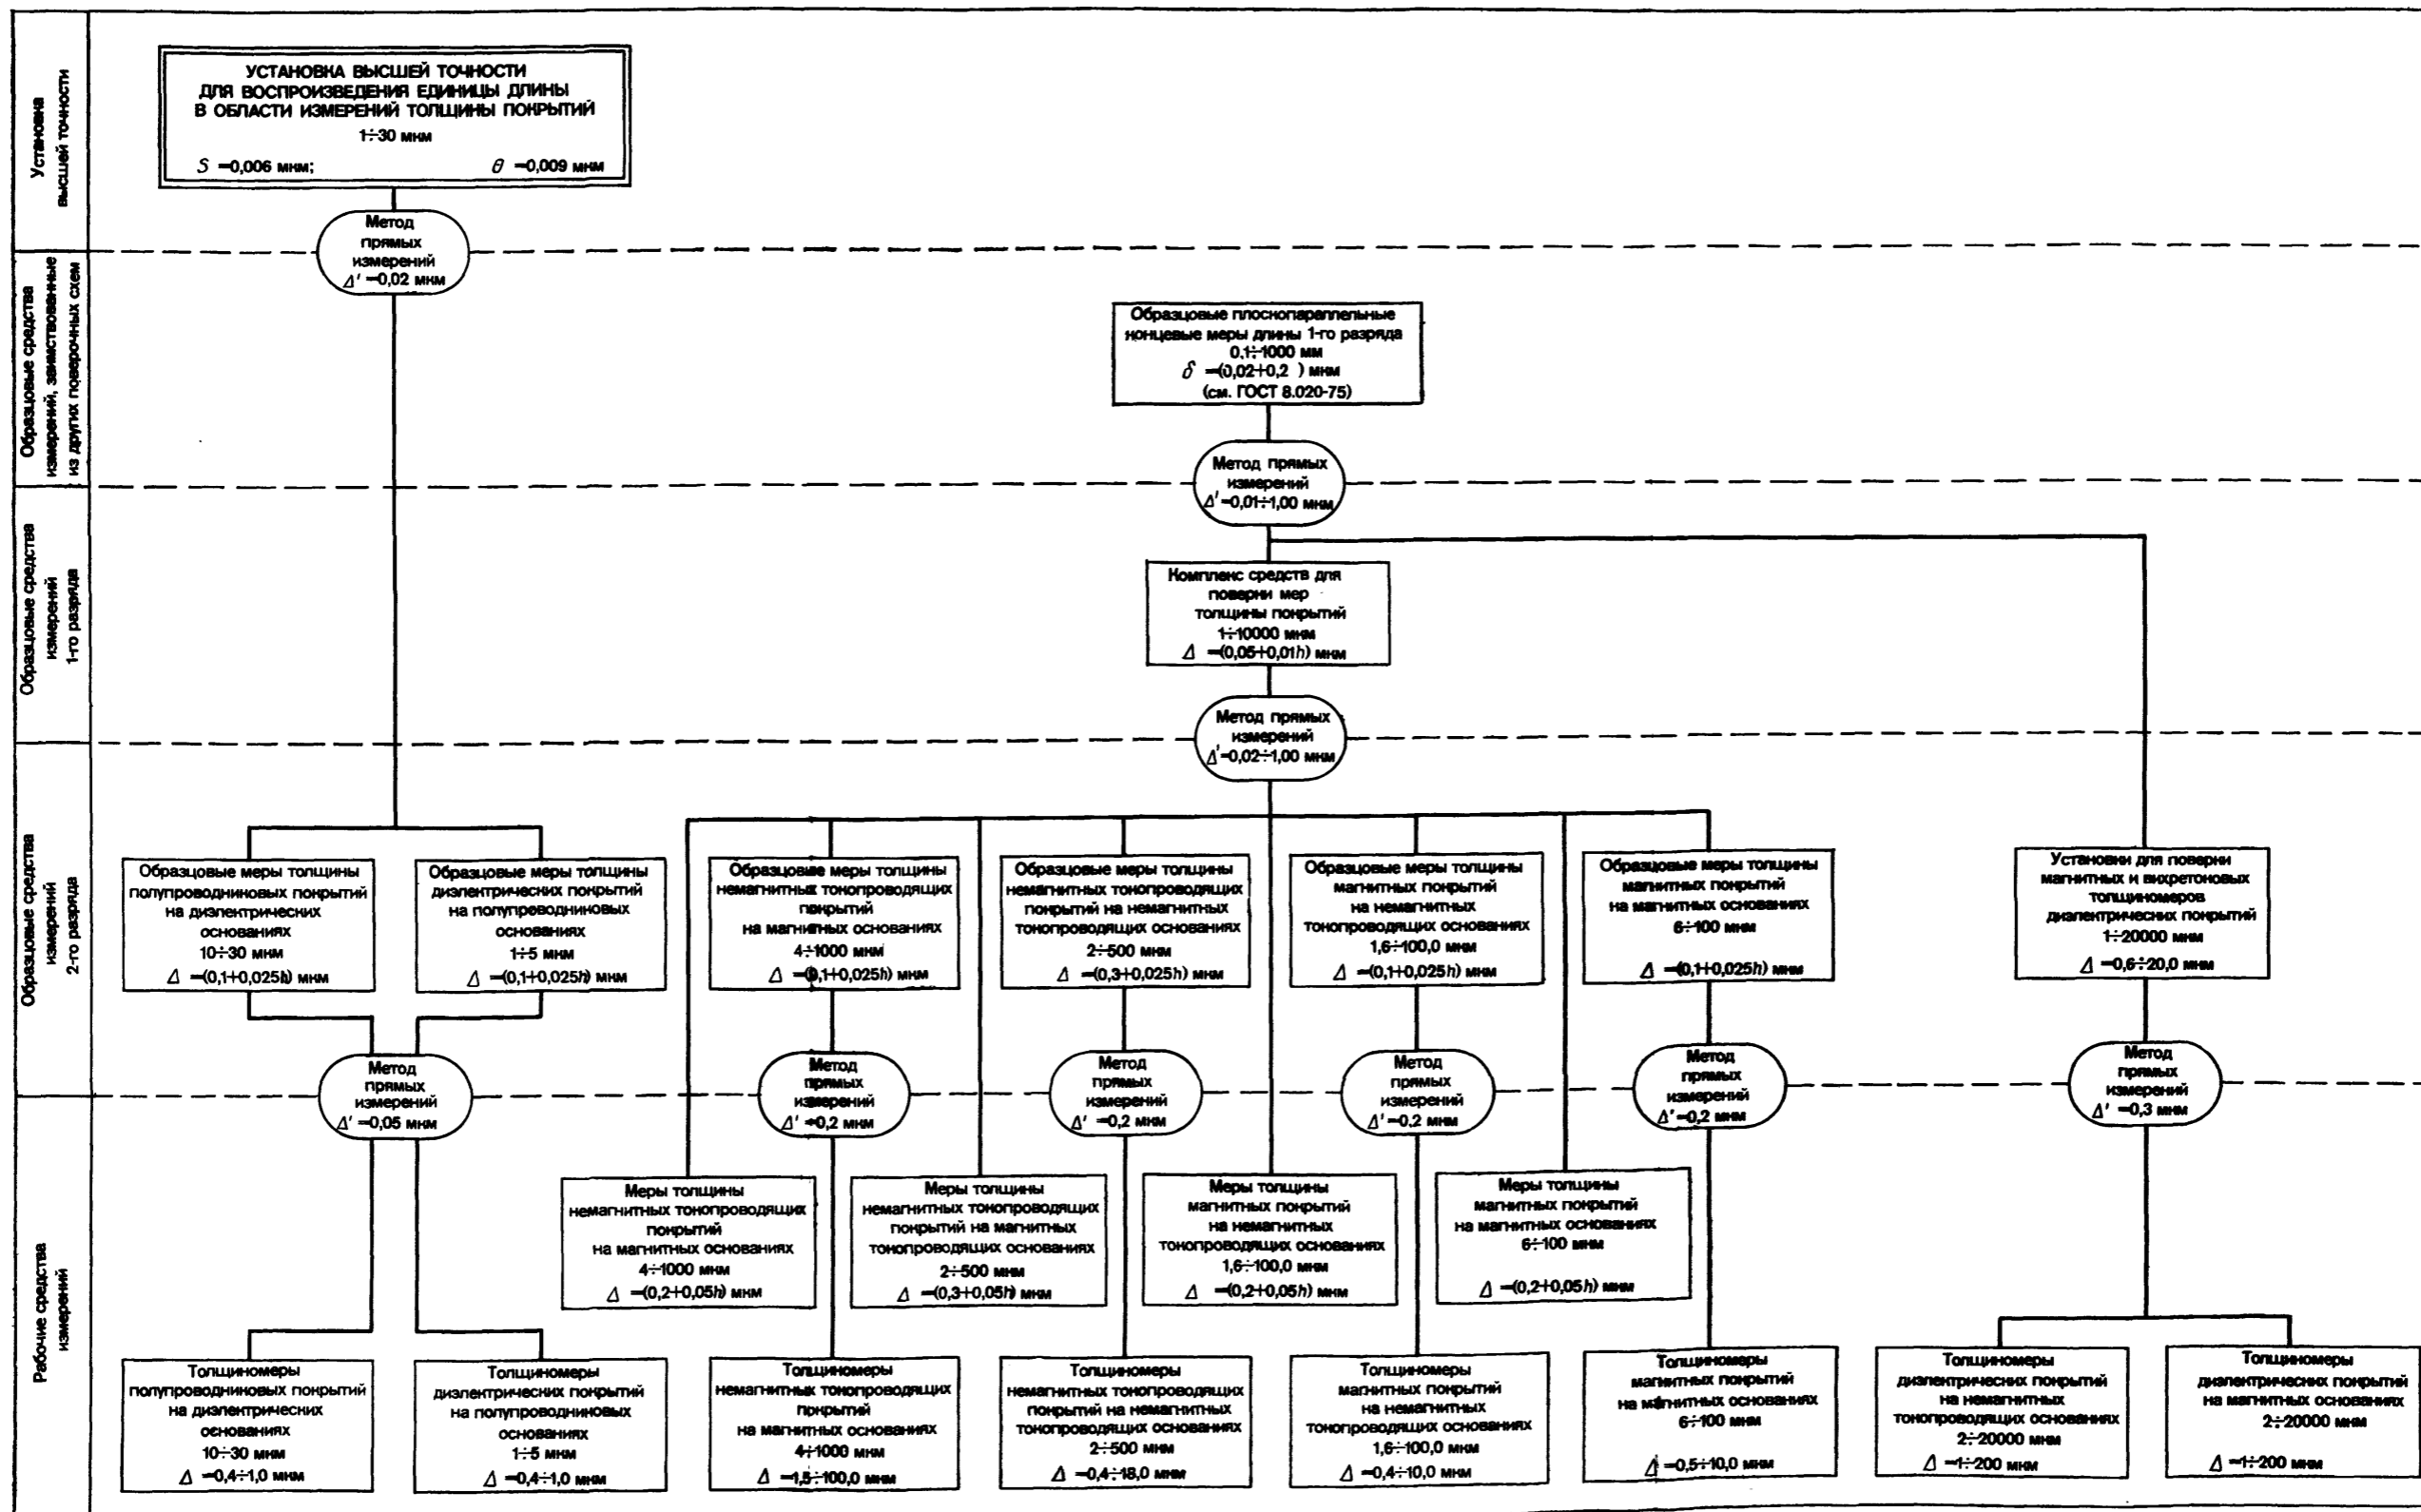 Установка
высшей точности
УСТАНОВКА ВЫСШЕЙ ТОЧНОСТИ
ДЛЯ ВОСПРОИЗВЕДЕНИЯ ЕДИНИЦЫ ДЛИНЫ
В ОБЛАСТИ ИЗМЕРЕНИЙ ТОЛЩИНЫ ПОКРЫТИЙ
1÷30 мкм
S =0,006 мкм; θ =0,009 мкм
Метод
прямых
измерений
Δ′ =0,02 мкм
Образцовые средства
измерений, заимствованные
из других поверочных схем
Образцовые плоскопараллельные
концевые меры длины 1-го разряда
0,1÷1000 мм
δ =(0,02+0,2 ) мкм
(см. ГОСТ 8.020-75)
Метод прямых
измерений
Δ′=0,01÷1,00 мкм
Образцовые средства
измерений
1-го разряда
Комплекс средств для
поверки мер
толщины покрытий
1÷10000 мкм
Δ =(0,05+0,01h) мкм
Метод прямых
измерений
Δ′=0,02÷1,00 мкм
Образцовые средства
измерений
2-го разряда
Образцовые меры толщины
полупроводниковых покрытий
на диэлектрических
основаниях
10÷30 мкм
Δ =(0,1+0,025h) мкм
Образцовые меры толщины
диэлектрических покрытий
на полупроводниковых
основаниях
1÷5 мкм
Δ =(0,1+0,025h) мкм
Образцовые меры толщины
немагнитных токопроводящих
покрытий
на магнитных основаниях
4÷1000 мкм
Δ =(0,1+0,025h) мкм
Образцовые меры толщины
немагнитных токопроводящих
покрытий на немагнитных
токопроводящих основаниях
2÷500 мкм
Δ =(0,3+0,025h) мкм
Образцовые меры толщины
магнитных покрытий
на немагнитных
токопроводящих основаниях
1,6÷100,0 мкм
Δ =(0,1+0,025h) мкм
Образцовые меры толщины
магнитных покрытий
на магнитных основаниях
6÷100 мкм
Δ =(0,1+0,025h) мкм
Установки для поверки
магнитных и вихретоковых
толщиномеров
диэлектрических покрытий
1÷20000 мкм
Δ =0,6÷20,0 мкм
Метод
прямых
измерений
Δ′ =0,05 мкм
Метод
прямых
измерений
Δ′ =0,2 мкм
Метод
прямых
измерений
Δ′ =0,2 мкм
Метод
прямых
измерений
Δ′ =0,2 мкм
Метод
прямых
измерений
Δ′=0,2 мкм
Метод
прямых
измерений
Δ′ =0,3 мкм
Рабочие средства
измерений
Меры толщины
немагнитных токопроводящих
покрытий
на магнитных основаниях
4÷1000 мкм
Δ =(0,2+0,05h) мкм
Меры толщины
немагнитных токопроводящих
покрытий на магнитных
токопроводящих основаниях
2÷500 мкм
Δ =(0,3+0,05h) мкм
Меры толщины
магнитных покрытий
на немагнитных
токопроводящих основаниях
1,6÷100,0 мкм
Δ =(0,2+0,05h) мкм
Меры толщины
магнитных покрытий
на магнитных основаниях
6÷100 мкм
Δ =(0,2+0,05h) мкм
Толщиномеры
полупроводниковых покрытий
на диэлектрических
основаниях
10÷30 мкм
Δ =0,4÷1,0 мкм
Толщиномеры
диэлектрических покрытий
на полупроводниковых
основаниях
1÷5 мкм
Δ =0,4÷1,0 мкм
Толщиномеры
немагнитных токопроводящих
покрытий
на магнитных основаниях
4÷1000 мкм
Δ =1,5÷100,0 мкм
Толщиномеры
немагнитных токопроводящих
покрытий на немагнитных
токопроводящих основаниях
2÷500 мкм
Δ =0,4÷18,0 мкм
Толщиномеры
магнитных покрытий
на немагнитных
токопроводящих основаниях
1,6÷100,0 мкм
Δ =0,4÷10,0 мкм
Толщиномеры
магнитных покрытий
на магнитных основаниях
6÷100 мкм
Δ =0,5÷10,0 мкм
Толщиномеры
диэлектрических покрытий
на немагнитных
токопроводящих основаниях
2÷20000 мкм
Δ =1÷200 мкм
Толщиномеры
диэлектрических покрытий
на магнитных основаниях
2÷20000 мкм
Δ =1÷200 мкм